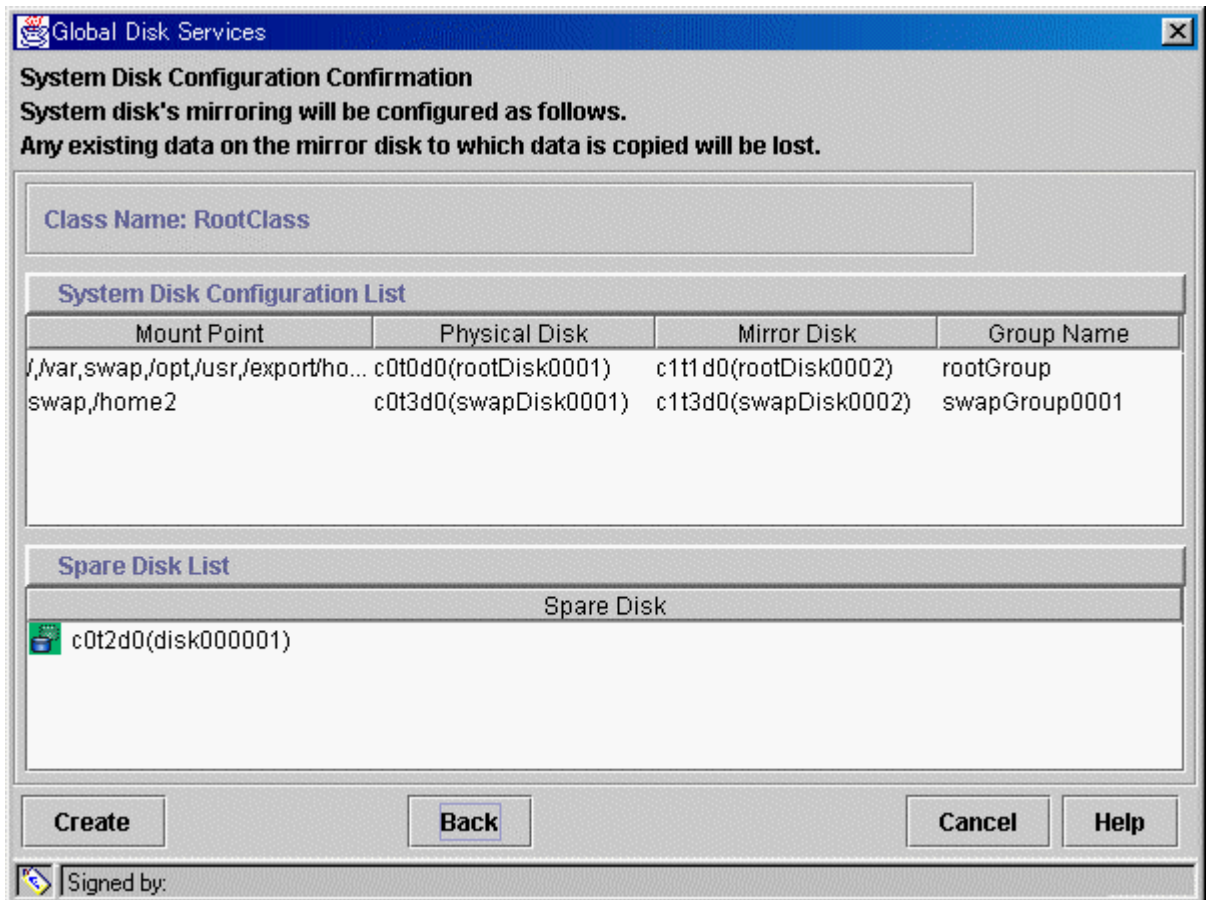 Global Disk Services
System Disk Configuration Confirmation
System disk's mirroring will be configured as follows.
Any existing data on the mirror disk to which data is copied will be lost.
Class Name: RootClass
System Disk Configuration List
Mount Point Physical Disk Mirror Disk Group Name
/,/var,swap,/opt,/usr,/export/ho... c0t0d0(rootDisk0001) c1t1d0(rootDisk0002) rootGroup
swap,/home2 c0t3d0(swapDisk0001) c1t3d0(swapDisk0002) swapGroup0001
Spare Disk List
Spare Disk
c0t2d0(disk000001)
Create Back Cancel Help
Signed by: